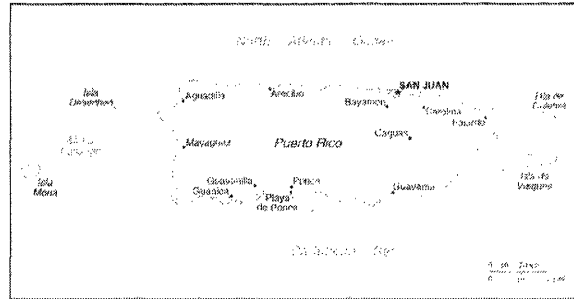 North Atlantic Ocean
SAN JUAN
Isla
Desecheo
Aguadilla
Arecibo
Bayamon
Carolina
Fajardo
Isla de
Culebra
Mayaguez
Puerto Rico
Caguas
Isla
Mona
Guayanilla
Guanica
Ponce
Playa
de Ponce
Guayama
Isla de
Vieques
Caribbean Sea